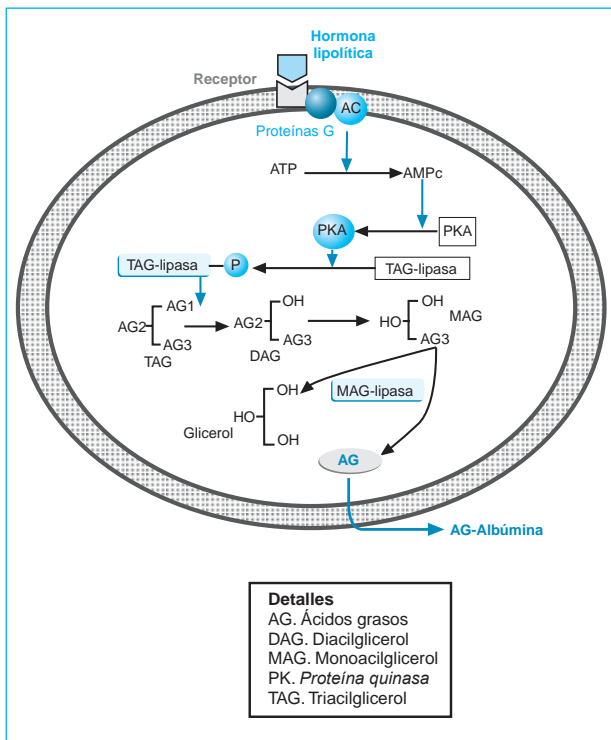 Hormona
lipolítica
Receptor
AC
Proteínas G
ATP
AMPc
PKA
PKA
TAG-lipasa
P
TAG-lipasa
AG1
AG2
AG3
TAG
OH
AG2
AG3
DAG
OH
HO
MAG
AG3
MAG-lipasa
OH
HO
Glicerol
OH
AG
AG-Albúmina
Detalles
AG. Ácidos grasos
DAG. Diacilglicerol
MAG. Monoacilglicerol
PK. Proteína quinasa
TAG. Triacilglicerol